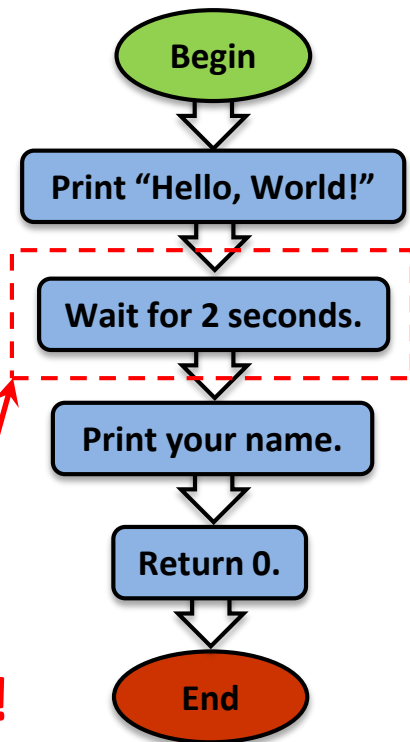 Begin
Print “Hello, World!”
Wait for 2 seconds.
Print your name.
Return 0.
!
End